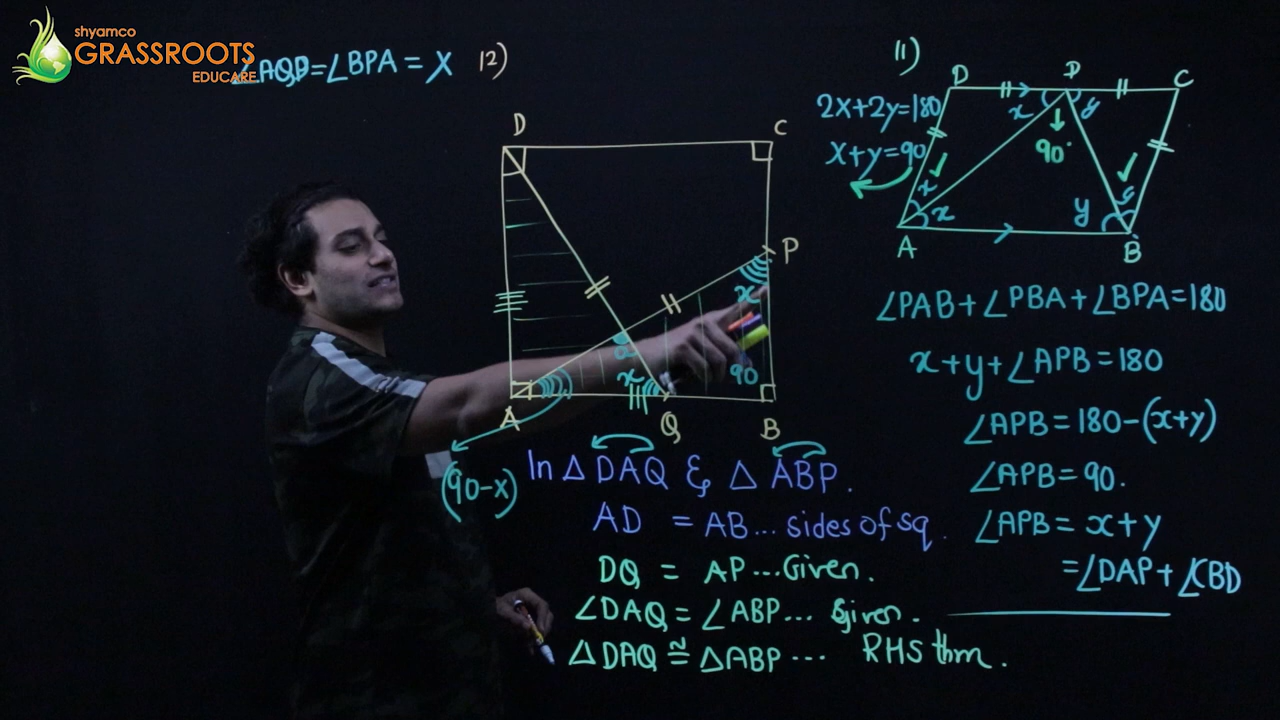 shyamco
GRASSROOTS
EDUCARE
∠AQD=∠BPA = X
12)
D
C
P
x
a
x
90
A
Q
B
(90-x)
In △ DAQ & △ ABP.
AD = AB... sides of sq.
DQ = AP... Given.
∠DAQ = ∠ABP... Given.
△DAQ ≅ △ABP... RHS thm.
11)
D
P
C
2x+2y=180
x+y=90
x
y
90°
x
x
y
y
A
B
∠PAB+∠PBA+∠BPA=180
x+y+∠APB=180
∠APB=180-(x+y)
∠APB=90.
∠APB=x+y
=∠DAP+∠CBD